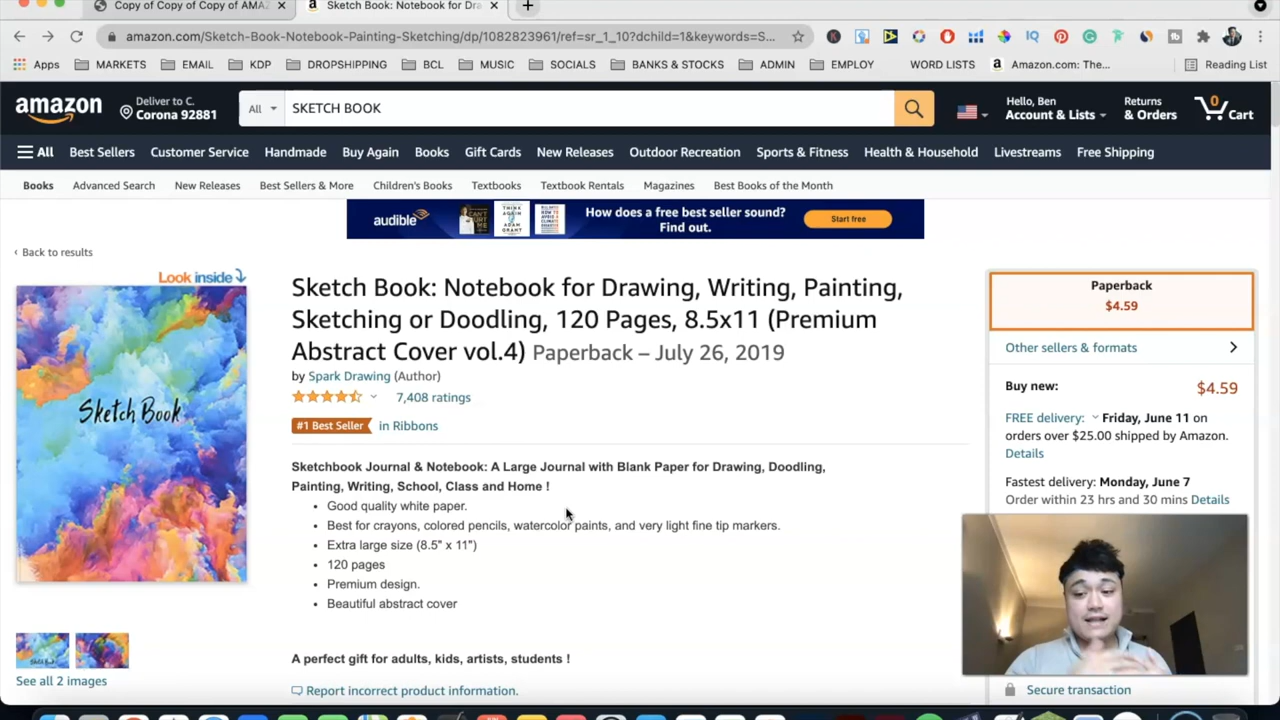 Copy of Copy of Copy of AMAZ
Sketch Book: Notebook for Dra
amazon.com/Sketch-Book-Notebook-Painting-Sketching/dp/1082823961/ref=sr_1_10?dchild=1&keywords=S...
Apps MARKETS EMAIL KDP DROPSHIPPING BCL MUSIC SOCIALS BANKS & STOCKS ADMIN EMPLOY WORD LISTS Amazon.com: The... Reading List
amazon
Deliver to C.
Corona 92881
All
SKETCH BOOK
Hello, Ben
Account & Lists
Returns
& Orders
0
Cart
All Best Sellers Customer Service Handmade Buy Again Books Gift Cards New Releases Outdoor Recreation Sports & Fitness Health & Household Livestreams Free Shipping
Books Advanced Search New Releases Best Sellers & More Children's Books Textbooks Textbook Rentals Magazines Best Books of the Month
audible
How does a free best seller sound?
Find out.
Start free
‹ Back to results
Look inside
Sketch Book
See all 2 images
Sketch Book: Notebook for Drawing, Writing, Painting,
Sketching or Doodling, 120 Pages, 8.5x11 (Premium
Abstract Cover vol.4) Paperback – July 26, 2019
by Spark Drawing (Author)
7,408 ratings
#1 Best Seller in Ribbons
Sketchbook Journal & Notebook: A Large Journal with Blank Paper for Drawing, Doodling,
Painting, Writing, School, Class and Home !
• Good quality white paper.
• Best for crayons, colored pencils, watercolor paints, and very light fine tip markers.
• Extra large size (8.5" x 11")
• 120 pages
• Premium design.
• Beautiful abstract cover
A perfect gift for adults, kids, artists, students !
Report incorrect product information.
Paperback
$4.59
Other sellers & formats
Buy new: $4.59
FREE delivery: Friday, June 11 on
orders over $25.00 shipped by Amazon.
Details
Fastest delivery: Monday, June 7
Order within 23 hrs and 30 mins Details
Secure transaction